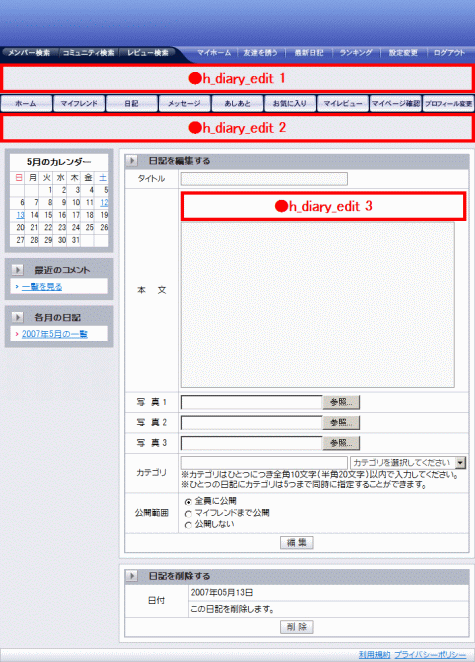 メンバー検索 コミュニティ検索 レビュー検索 マイホーム 友達を誘う 最新日記 ランキング 設定変更 ログアウト
●h_diary_edit 1
ホーム マイフレンド 日記 メッセージ あしあと お気に入り マイレビュー マイページ確認 プロフィール変更
●h_diary_edit 2
5月のカレンダー
日 月 火 水 木 金 土
1 2 3 4 5
6 7 8 9 10 11 12
13 14 15 16 17 18 19
20 21 22 23 24 25 26
27 28 29 30 31
最近のコメント
一覧を見る
各月の日記
2007年5月の一覧
日記を編集する
タイトル
●h_diary_edit 3
本 文
写 真 1 参照...
写 真 2 参照...
写 真 3 参照...
カテゴリ カテゴリを選択してください
※カテゴリはひとつにつき全角10文字(半角20文字)以内で入力してください。
※ひとつの日記にカテゴリは5つまで同時に指定することができます。
公開範囲
全員に公開
マイフレンドまで公開
公開しない
編 集
日記を削除する
日付
2007年05月13日
この日記を削除します。
削 除
利用規約 プライバシーポリシー